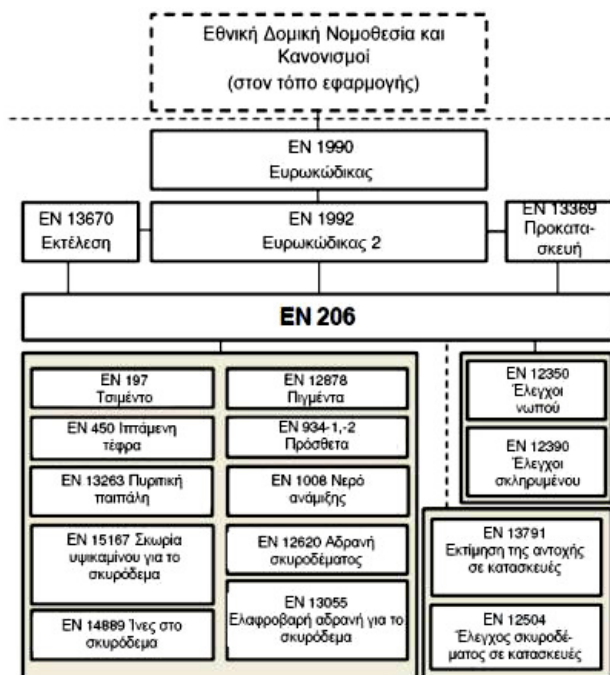 Εθνική Δομική Νομοθεσία και
Κανονισμοί
(στον τόπο εφαρμογής)
EN 1990
Ευρωκώδικας
EN 13670
Εκτέλεση
EN 1992
Ευρωκώδικας 2
EN 13369
Προκατα-
σκευή
EN 206
EN 197
Τσιμέντο
EN 450 Ιπτάμενη
τέφρα
EN 13263 Πυριτική
παιπάλη
EN 15167 Σκωρία
υψικαμίνου για το
σκυρόδεμα
EN 14889 Ίνες στο
σκυρόδεμα
EN 12878
Πιγμέντα
EN 934-1,-2
Πρόσθετα
EN 1008 Νερό
ανάμιξης
EN 12620 Αδρανή
σκυροδέματος
EN 13055
Ελαφροβαρή αδρανή για το
σκυρόδεμα
EN 12350
Έλεγχοι
νωπού
EN 12390
Έλεγχοι
σκληρυμένου
EN 13791
Εκτίμηση της αντοχής
σε κατασκευές
EN 12504
Έλεγχος σκυροδέ-
ματος σε κατασκευές